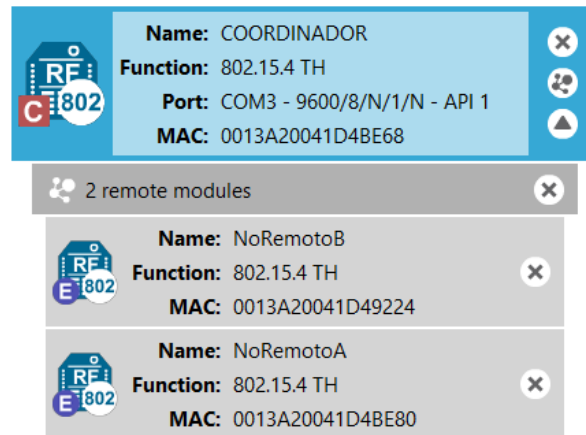 Name: COORDINADOR
Function: 802.15.4 TH
Port: COM3 - 9600/8/N/1/N - API 1
MAC: 0013A20041D4BE68
RF
C 802
2 remote modules
Name: NoRemotoB
Function: 802.15.4 TH
MAC: 0013A20041D49224
RF
E 802
Name: NoRemotoA
Function: 802.15.4 TH
MAC: 0013A20041D4BE80
RF
E 802